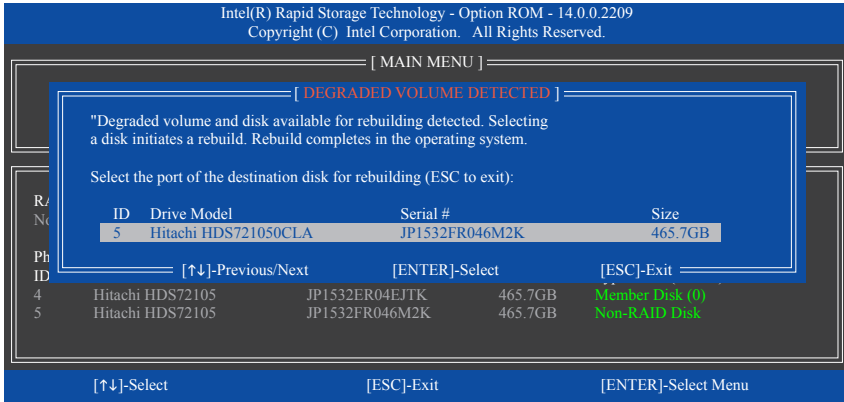 Intel(R) Rapid Storage Technology - Option ROM - 14.0.0.2209
Copyright (C) Intel Corporation. All Rights Reserved.
[ MAIN MENU ]
[ DEGRADED VOLUME DETECTED ]
"Degraded volume and disk available for rebuilding detected. Selecting
a disk initiates a rebuild. Rebuild completes in the operating system.
Select the port of the destination disk for rebuiding (ESC to exit):
ID Drive Model Serial # Size
5 Hitachi HDS721050CLA JP1532FR046M2K 465.7GB
[↑↓]-Previous/Next [ENTER]-Select [ESC]-Exit
ID
4 Hitachi HDS72105 JP1532ER04EJTK 465.7GB Member Disk (0)
5 Hitachi HDS72105 JP1532FR046M2K 465.7GB Non-RAID Disk
[↑↓]-Select [ESC]-Exit [ENTER]-Select Menu